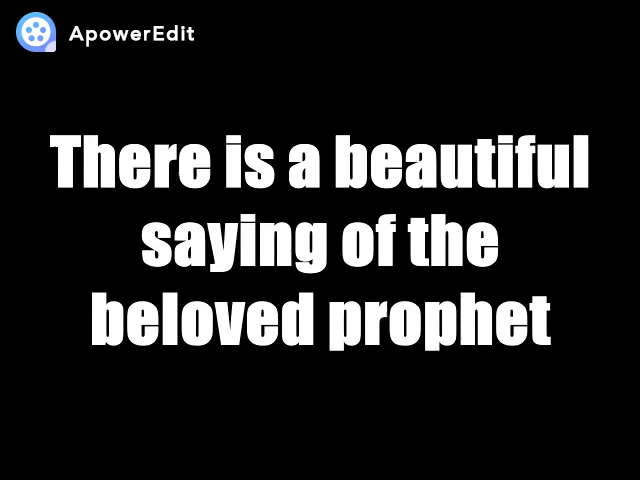 ApowerEdit
There is a beautiful
saying of the
beloved prophet